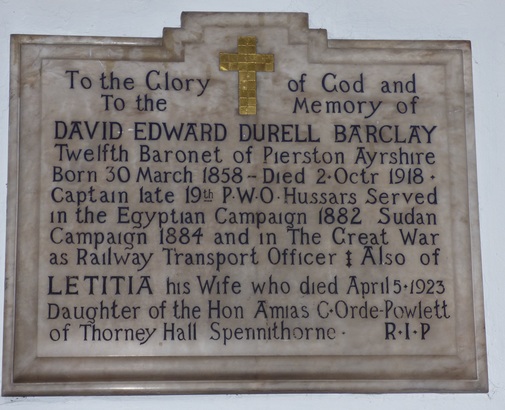 To the Glory of God and
To the Memory of
DAVID EDWARD DURELL BARCLAY
Twelfth Baronet of Pierston Ayrshire
Born 30 March 1858 - Died 2·Octr 1918·
Captain late 19th P·W·O·Hussars Served
in the Egyptian Campaign 1882 Sudan
Campaign 1884 and in The Great War
as Railway Transport Officer ‡ Also of
LETITIA his Wife who died April 5·1923
Daughter of the Hon Amias C·Orde-Powlett
of Thorney Hall Spennithorne· R·I·P